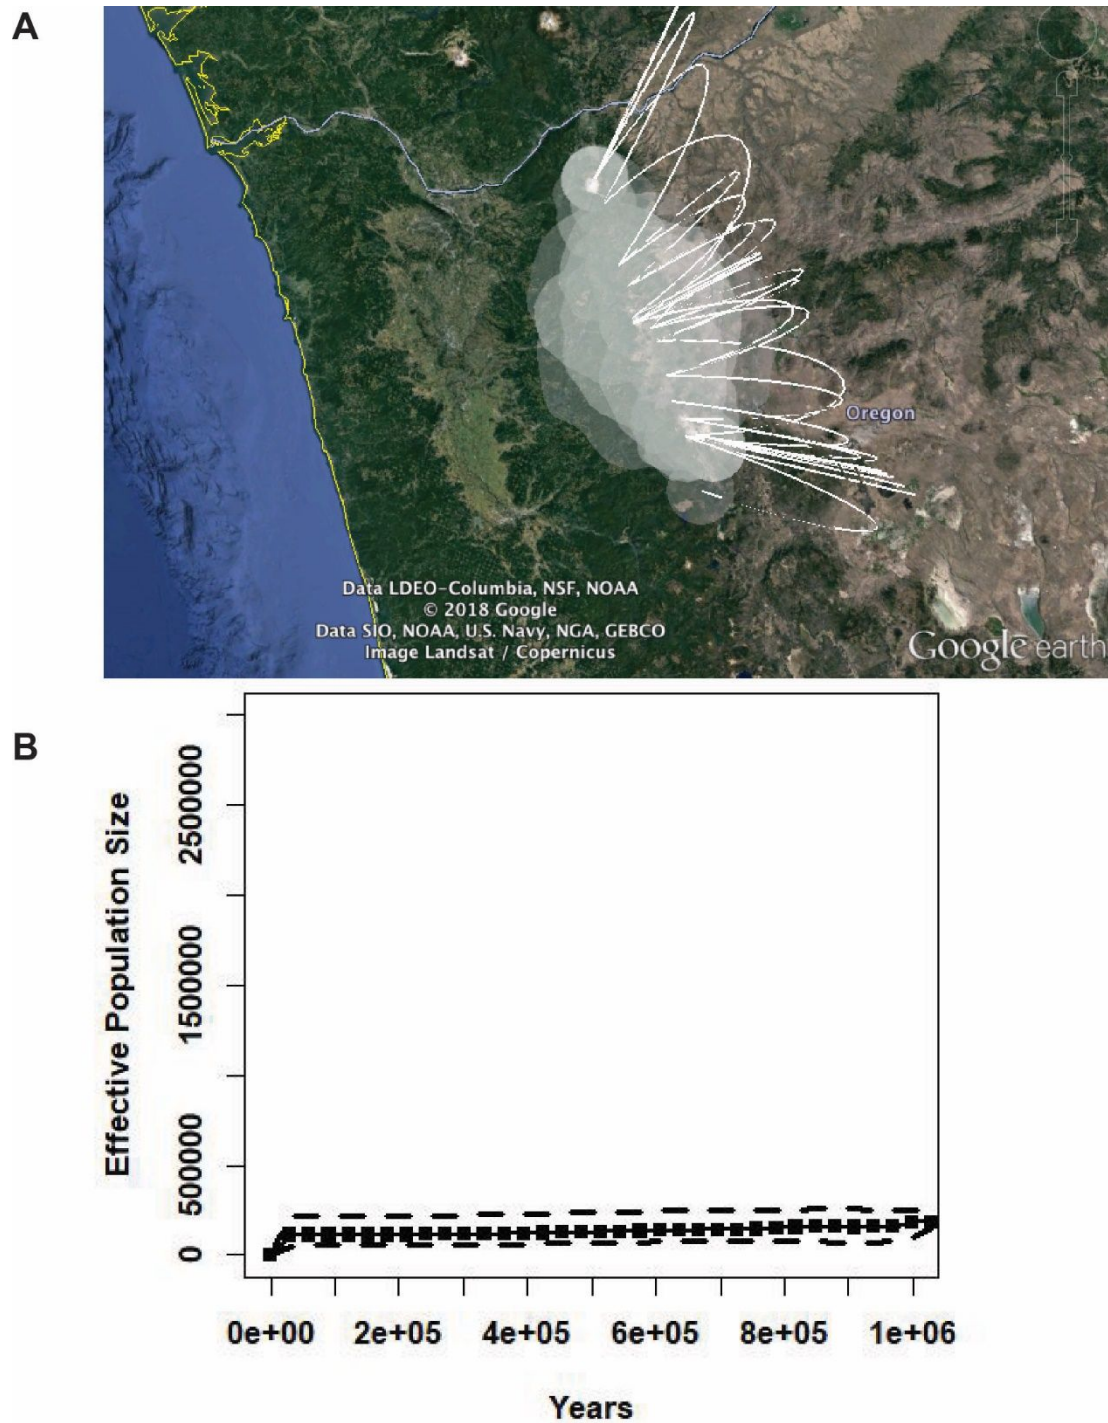 A
Oregon
Data LDEO-Columbia, NSF, NOAA
© 2018 Google
Data SIO, NOAA, U.S. Navy, NGA, GEBCO
Image Landsat / Copernicus
Google earth
B
Effective Population Size
2500000
1500000
500000
0
0e+00 2e+05 4e+05 6e+05 8e+05 1e+06
Years